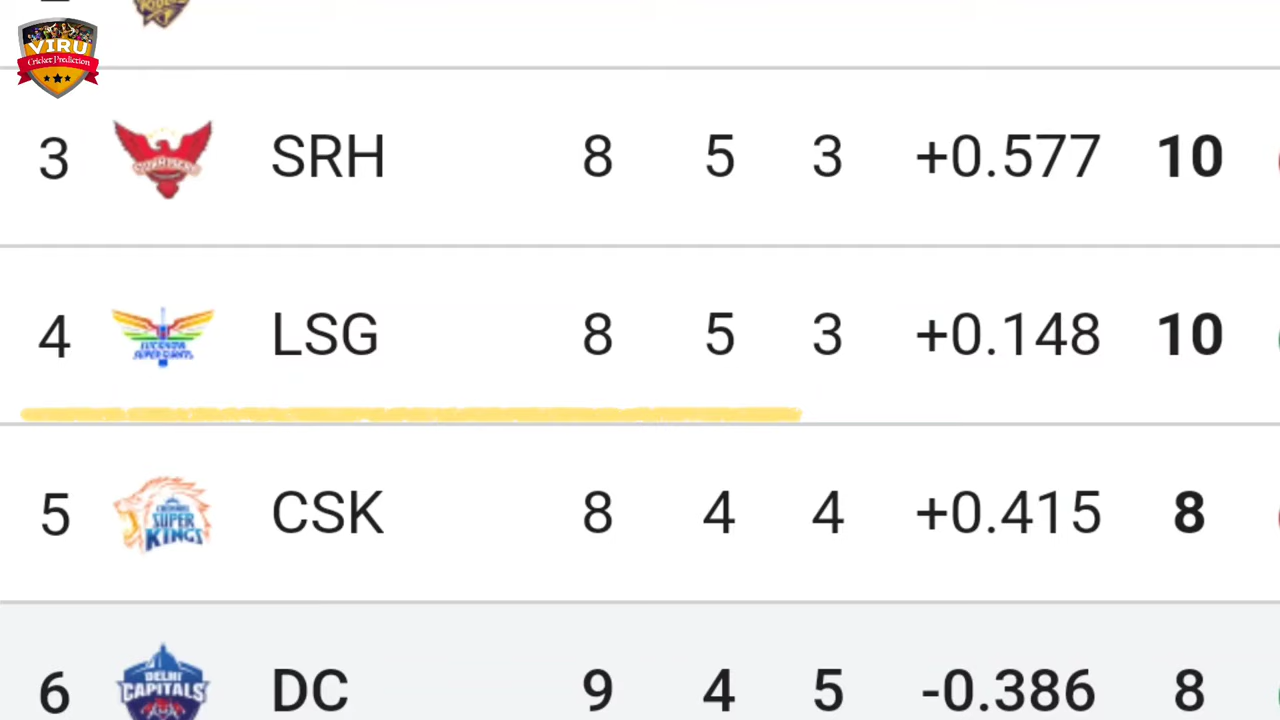 VIRU
Cricket Prediction
3 SRH 8 5 3 +0.577 10
4 LSG 8 5 3 +0.148 10
SUPER GIANTS
5 CSK 8 4 4 +0.415 8
SUPER
KINGS
6 DC 9 4 5 -0.386 8
DELHI
CAPITALS